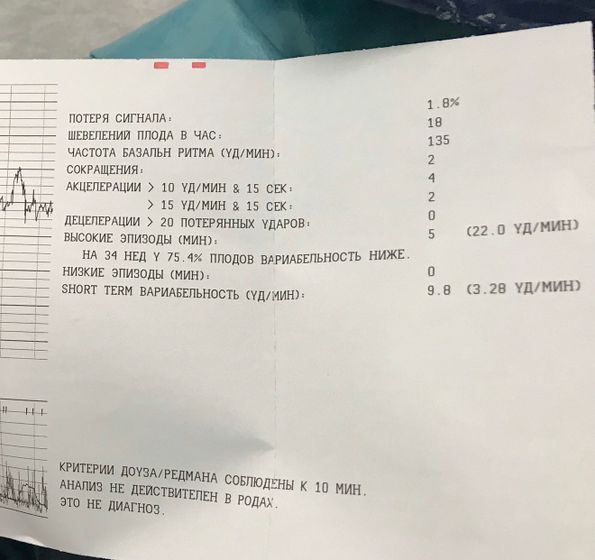 ПОТЕРЯ СИГНАЛА: 1.8%
ШЕВЕЛЕНИЙ ПЛОДА В ЧАС: 18
ЧАСТОТА БАЗАЛЬН РИТМА (УД/МИН): 135
СОКРАЩЕНИЯ: 2
АКЦЕЛЕРАЦИИ > 10 УД/МИН & 15 СЕК: 4
> 15 УД/МИН & 15 СЕК: 2
ДЕЦЕЛЕРАЦИИ > 20 ПОТЕРЯННЫХ УДАРОВ: 0
ВЫСОКИЕ ЭПИЗОДЫ (МИН): 5 (22.0 УД/МИН)
НА 34 НЕД У 75.4% ПЛОДОВ ВАРИАБЕЛЬНОСТЬ НИЖЕ.
НИЗКИЕ ЭПИЗОДЫ (МИН): 0
SHORT TERM ВАРИАБЕЛЬНОСТЬ (УД/МИН): 9.8 (3.28 УД/МИН)
КРИТЕРИИ ДОУЗА/РЕДМАНА СОБЛЮДЕНЫ К 10 МИН.
АНАЛИЗ НЕ ДЕЙСТВИТЕЛЕН В РОДАХ.
ЭТО НЕ ДИАГНОЗ.